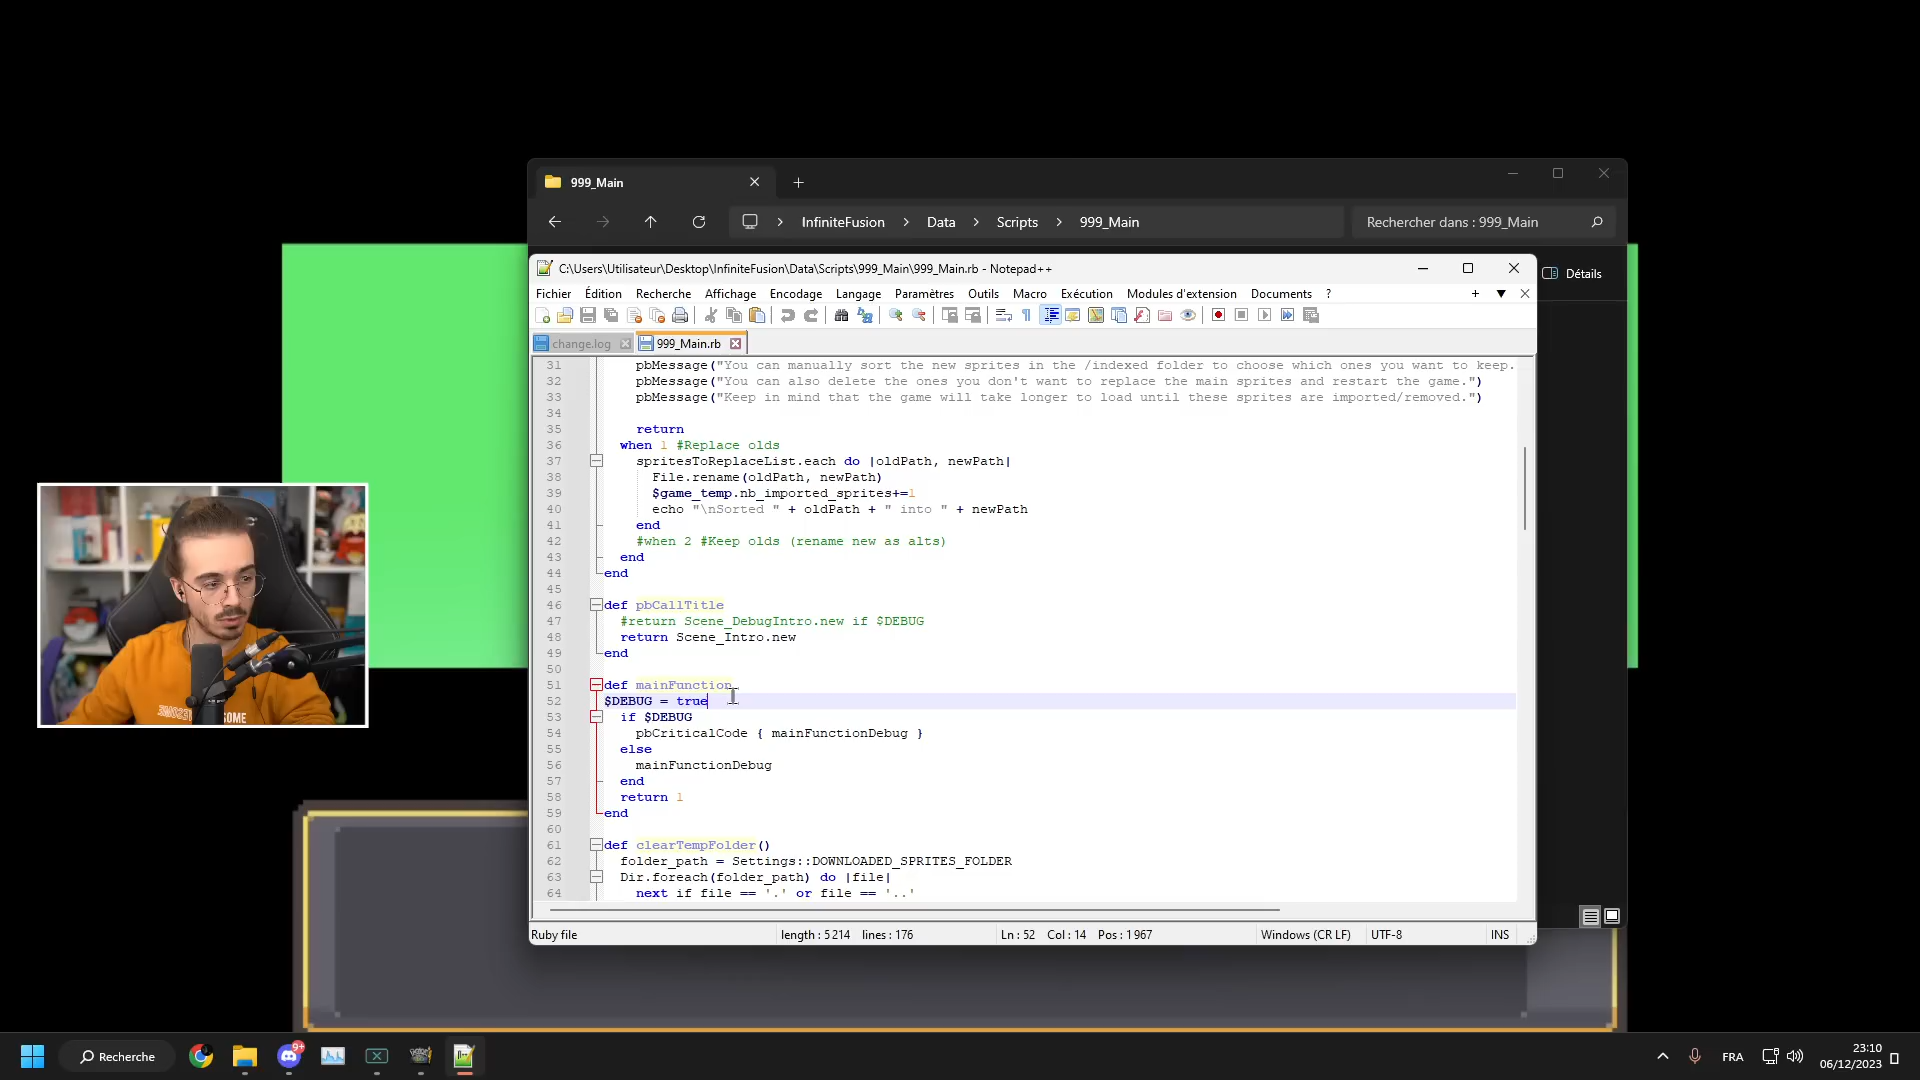 999_Main
InfiniteFusion
Data
Scripts
999_Main
Rechercher dans : 999_Main
C:\Users\Utilisateur\Desktop\InfiniteFusion\Data\Scripts\999_Main\999_Main.rb - Notepad++
Détails
Fichier Édition Recherche Affichage Encodage Langage Paramètres Outils Macro Exécution Modules d'extension Documents ?
change.log
999_Main.rb
31 pbMessage("You can manually sort the new sprites in the /indexed folder to choose which ones you want to keep.
32 pbMessage("You can also delete the ones you don't want to replace the main sprites and restart the game.")
33 pbMessage("Keep in mind that the game will take longer to load until these sprites are imported/removed.")
34
35 return
36 when 1 #Replace olds
37 spritesToReplaceList.each do |oldPath, newPath|
38 File.rename(oldPath, newPath)
39 $game_temp.nb_imported_sprites+=1
40 echo "\nSorted " + oldPath + " into " + newPath
41 end
42 #when 2 #Keep olds (rename new as alts)
43 end
44 end
45
46 def pbCallTitle
47 #return Scene_DebugIntro.new if $DEBUG
48 return Scene_Intro.new
49 end
50
51 def mainFunction
52 $DEBUG = true
53 if $DEBUG
54 pbCriticalCode { mainFunctionDebug }
55 else
56 mainFunctionDebug
57 end
58 return 1
59 end
60
61 def clearTempFolder()
62 folder_path = Settings::DOWNLOADED_SPRITES_FOLDER
63 Dir.foreach(folder_path) do |file|
64 next if file == '.' or file == '..'
Ruby file
length : 5 214 lines : 176
Ln : 52 Col : 14 Pos : 1 967
Windows (CR LF)
UTF-8
INS
Recherche
9+
FRA
23:10
06/12/2023